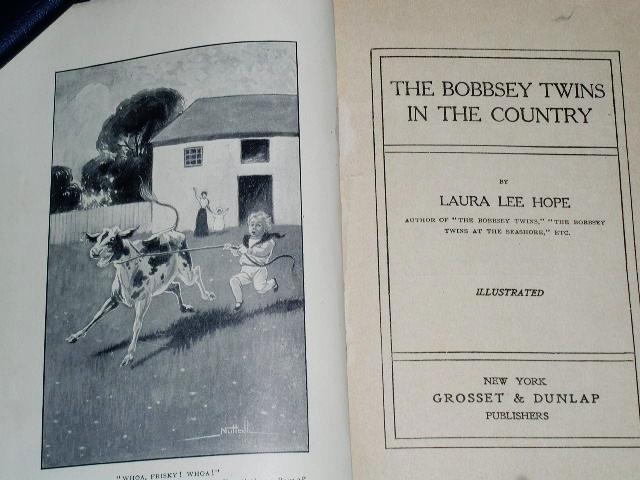 Nuttall
"WHOA, FRISKY! WHOA!"
THE BOBBSEY TWINS
IN THE COUNTRY
BY
LAURA LEE HOPE
AUTHOR OF "THE BOBBSEY TWINS," "THE BOBBSEY
TWINS AT THE SEASHORE," ETC.
ILLUSTRATED
NEW YORK
GROSSET & DUNLAP
PUBLISHERS